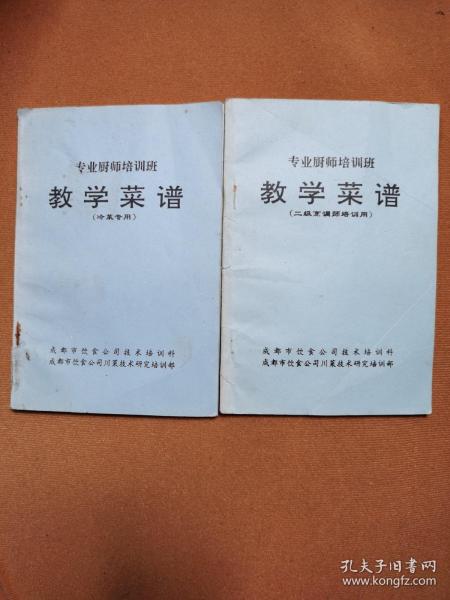 专业厨师培训班
教学菜谱
(冷菜专用)
成都市饮食公司技术培训科
成都市饮食公司川菜技术研究培训部
专业厨师培训班
教学菜谱
(二级烹调师培训用)
成都市饮食公司技术培训科
成都市饮食公司川菜技术研究培训部
孔夫子旧书网
www.kongfz.com